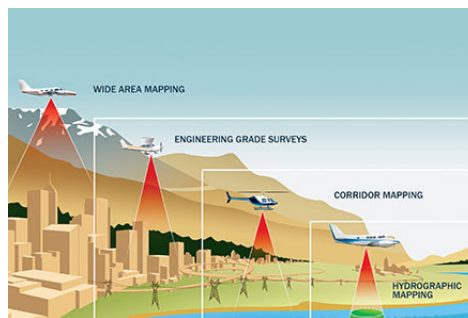 WIDE AREA MAPPING
ENGINEERING GRADE SURVEYS
CORRIDOR MAPPING
HYDROGRAPHIC
MAPPING